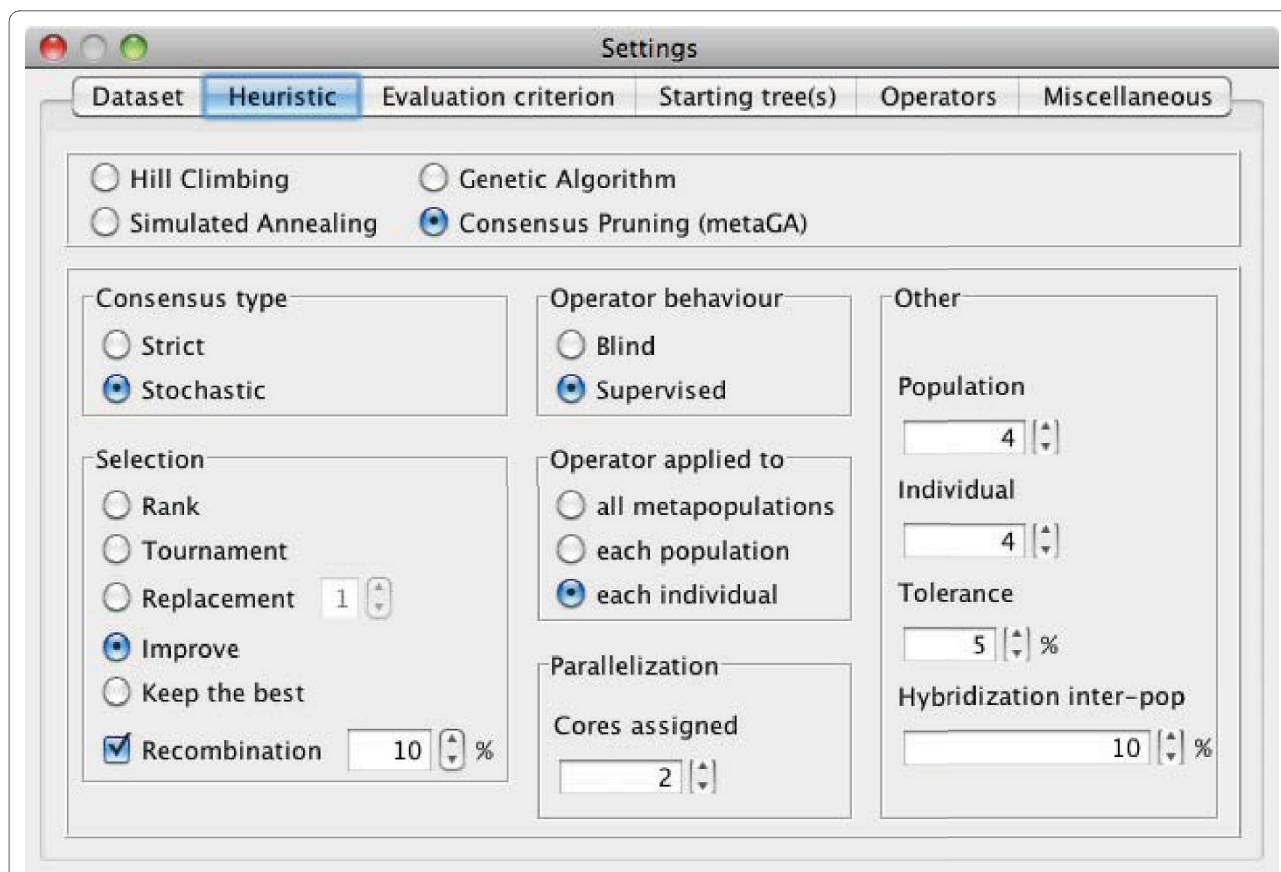 Settings
Dataset Heuristic Evaluation criterion Starting tree(s) Operators Miscellaneous
Hill Climbing Genetic Algorithm
Simulated Annealing Consensus Pruning (metaGA)
Consensus type
Strict
Stochastic
Selection
Rank
Tournament
Replacement 1
Improve
Keep the best
Recombination 10 %
Operator behaviour
Blind
Supervised
Operator applied to
all metapopulations
each population
each individual
Parallelization
Cores assigned
2
Other
Population
4
Individual
4
Tolerance
5 %
Hybridization inter-pop
10 %